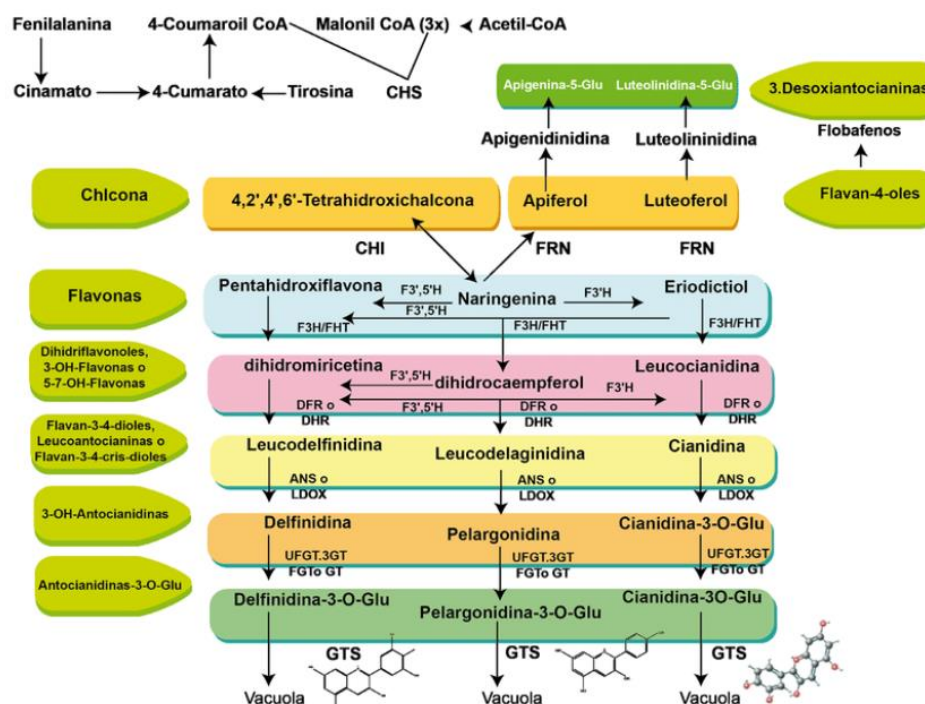 Fenilalanina
4-Coumaroil CoA
Malonil CoA (3x)
Acetil-CoA
Cinamato
4-Cumarato
Tirosina
CHS
Apigenina-5-Glu
Luteolinidina-5-Glu
3.Desoxiantocianinas
Apigenidinidina
Luteolininidina
Flobafenos
Chlcona
4,2',4',6'-Tetrahidroxichalcona
Apiferol
Luteoferol
Flavan-4-oles
CHI
FRN
FRN
Flavonas
Pentahidroxiflavona
F3',5'H
Naringenina
F3'H
Eriodictiol
F3',5'H
F3H/FHT
F3H/FHT
F3H/FHT
Dihidriflavonoles,
3-OH-Flavonas o
5-7-OH-Flavonas
dihidromiricetina
Leucocianidina
F3',5'H
dihidrocaempferol
F3'H
DFR o
DHR
F3',5'H
DFR o
DHR
DFR o
DHR
Flavan-3-4-dioles,
Leucoantocianinas o
Flavan-3-4-cris-dioles
Leucodelfinidina
Leucodelaginidina
Cianidina
ANS o
LDOX
ANS o
LDOX
ANS o
LDOX
3-OH-Antocianidinas
Delfinidina
Pelargonidina
Cianidina-3-O-Glu
UFGT.3GT
FGTo GT
UFGT.3GT
FGTo GT
UFGT.3GT
FGTo GT
Antocianidinas-3-O-Glu
Delfinidina-3-O-Glu
Pelargonidina-3-O-Glu
Cianidina-3O-Glu
GTS
GTS
GTS
Vacuola
Vacuola
Vacuola